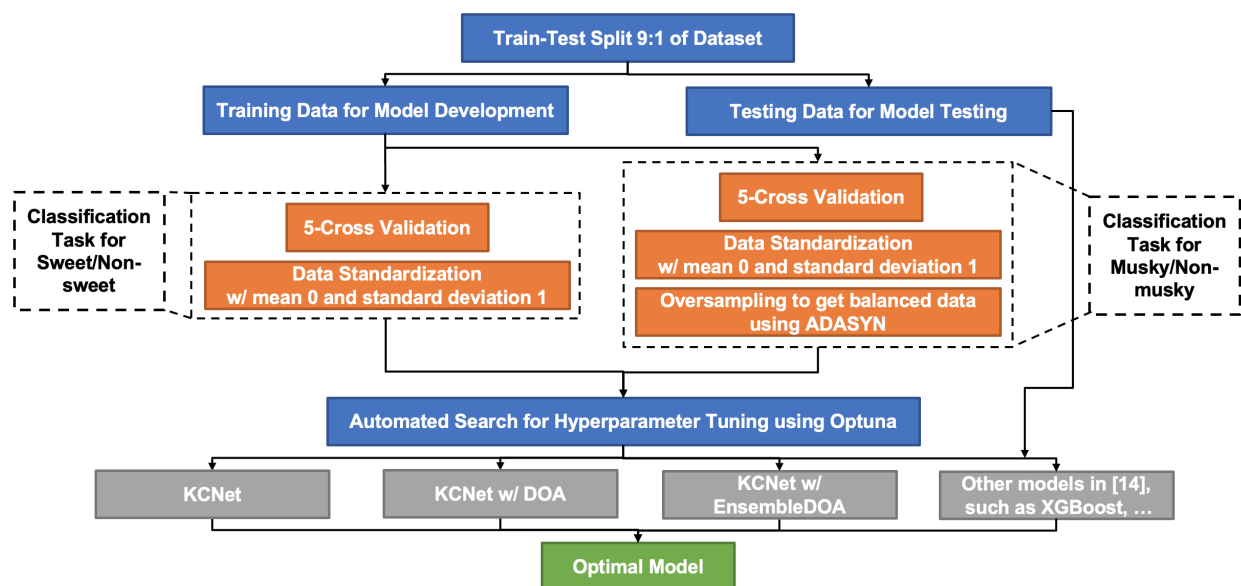 Train-Test Split 9:1 of Dataset
Training Data for Model Development
Testing Data for Model Testing
Classification
Task for
Sweet/Non-
sweet
5-Cross Validation
Data Standardization
w/ mean 0 and standard deviation 1
5-Cross Validation
Data Standardization
w/ mean 0 and standard deviation 1
Oversampling to get balanced data
using ADASYN
Classification
Task for
Musky/Non-
musky
Automated Search for Hyperparameter Tuning using Optuna
KCNet
KCNet w/ DOA
KCNet w/
EnsembleDOA
Other models in [14],
such as XGBoost, …
Optimal Model